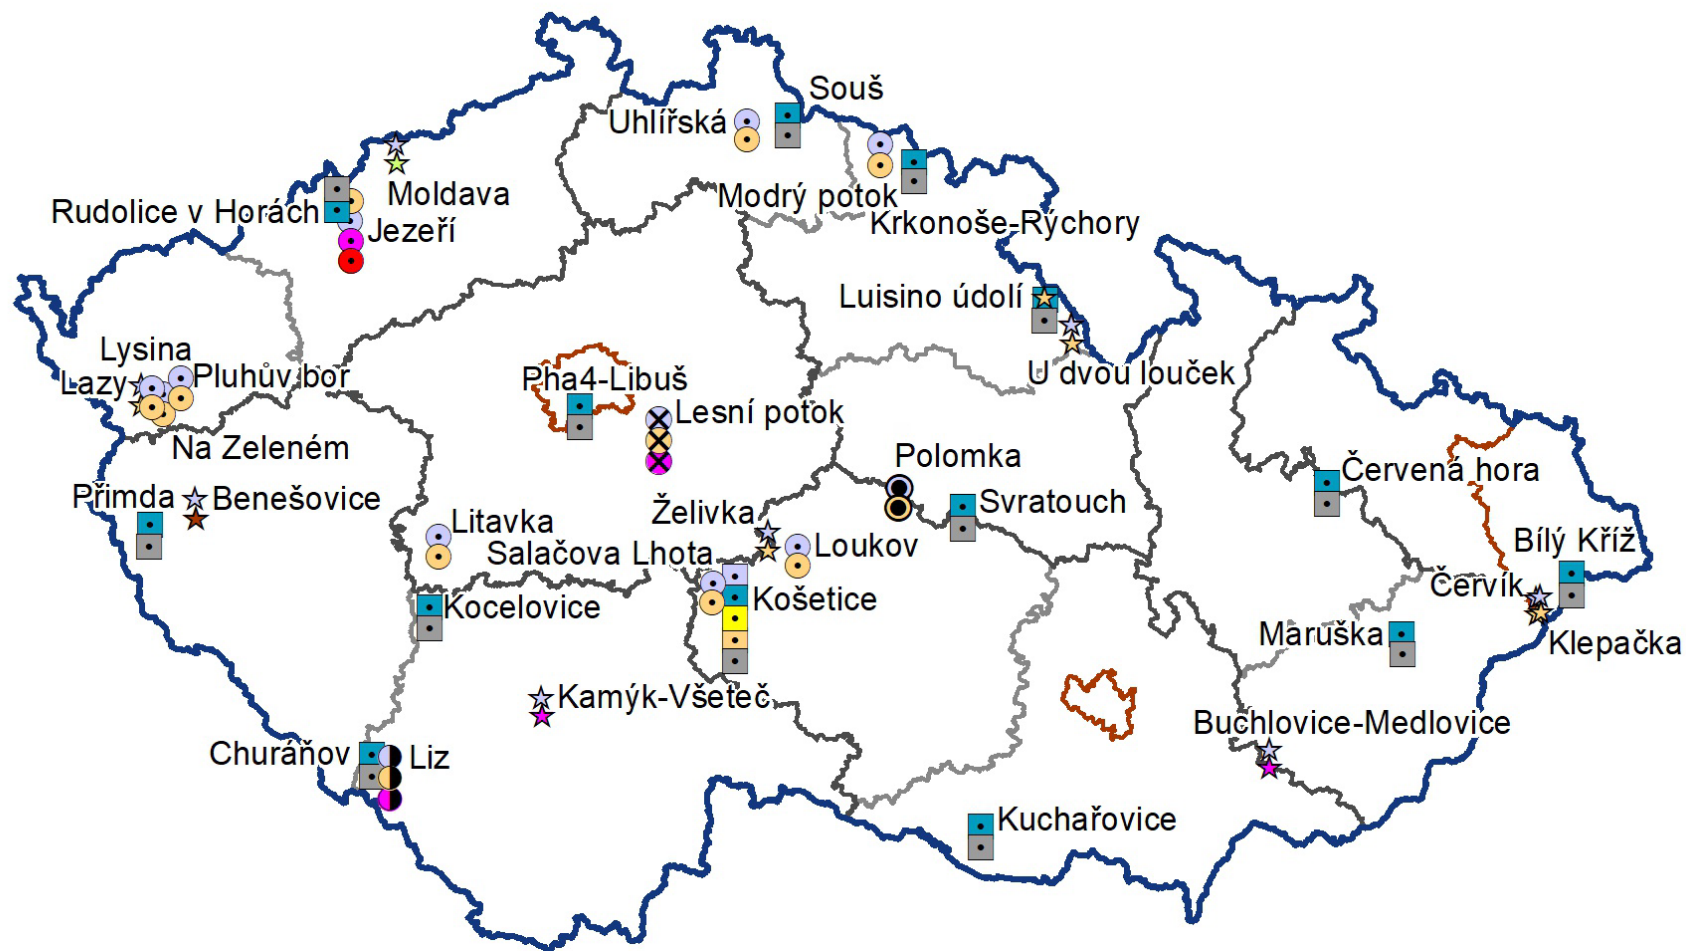 Souš
Uhlířská
Moldava
Modrý potok
Rudolice v Horách
Jezeří
Krkonoše-Rýchory
Luisino údolí
Lysina
Lazy
Pluhův bor
Pha4-Libuš
U dvou louček
Lesní potok
Na Zeleném
Polomka
Červená hora
Přimda
Benešovice
Svratouch
Želivka
Litavka
Salačova Lhota
Loukov
Bílý Kříž
Červík
Kocelovice
Košetice
Maruška
Klepačka
Kamýk-Všeteč
Buchlovice-Medlovice
Churáňov
Liz
Kuchařovice